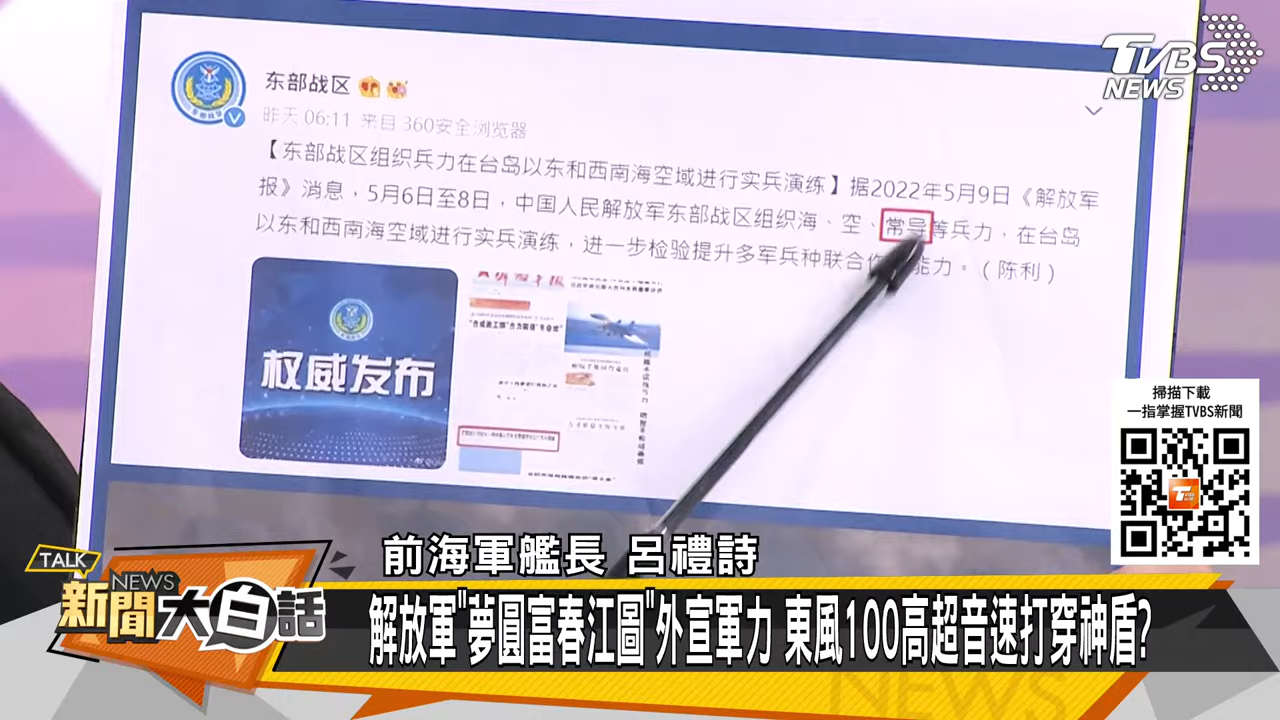 TVBS
NEWS
东部战区
昨天 06:11 来自 360安全浏览器
【东部战区组织兵力在台岛以东和西南海空域进行实兵演练】据2022年5月9日《解放军
报》消息，5月6日至8日，中国人民解放军东部战区组织海、空、常导等兵力，在台岛
以东和西南海空域进行实兵演练，进一步检验提升多军兵种联合作 能力。（陈利）
权威发布
掃描下載
一指掌握TVBS新聞
前海軍艦長 呂禮詩
TALK
NEWS
新聞大白話
解放軍"夢圓富春江圖"外宣軍力 東風100高超音速打穿神盾?
NEWS